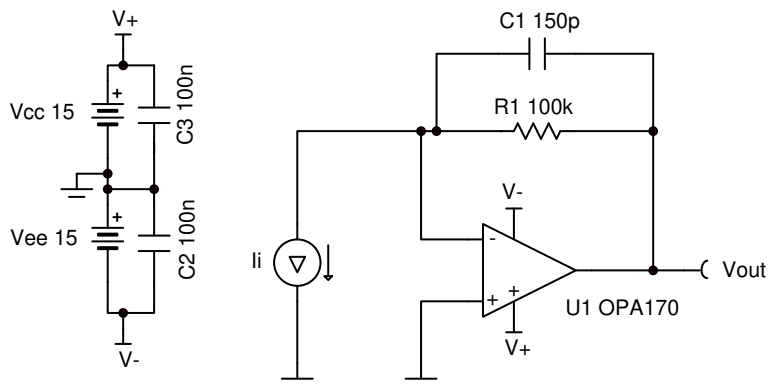 V+
Vcc 15
+
C3 100n
Vee 15
+
C2 100n
V-
C1 150p
R1 100k
Ii
V-
-
+
+
U1 OPA170
V+
Vout